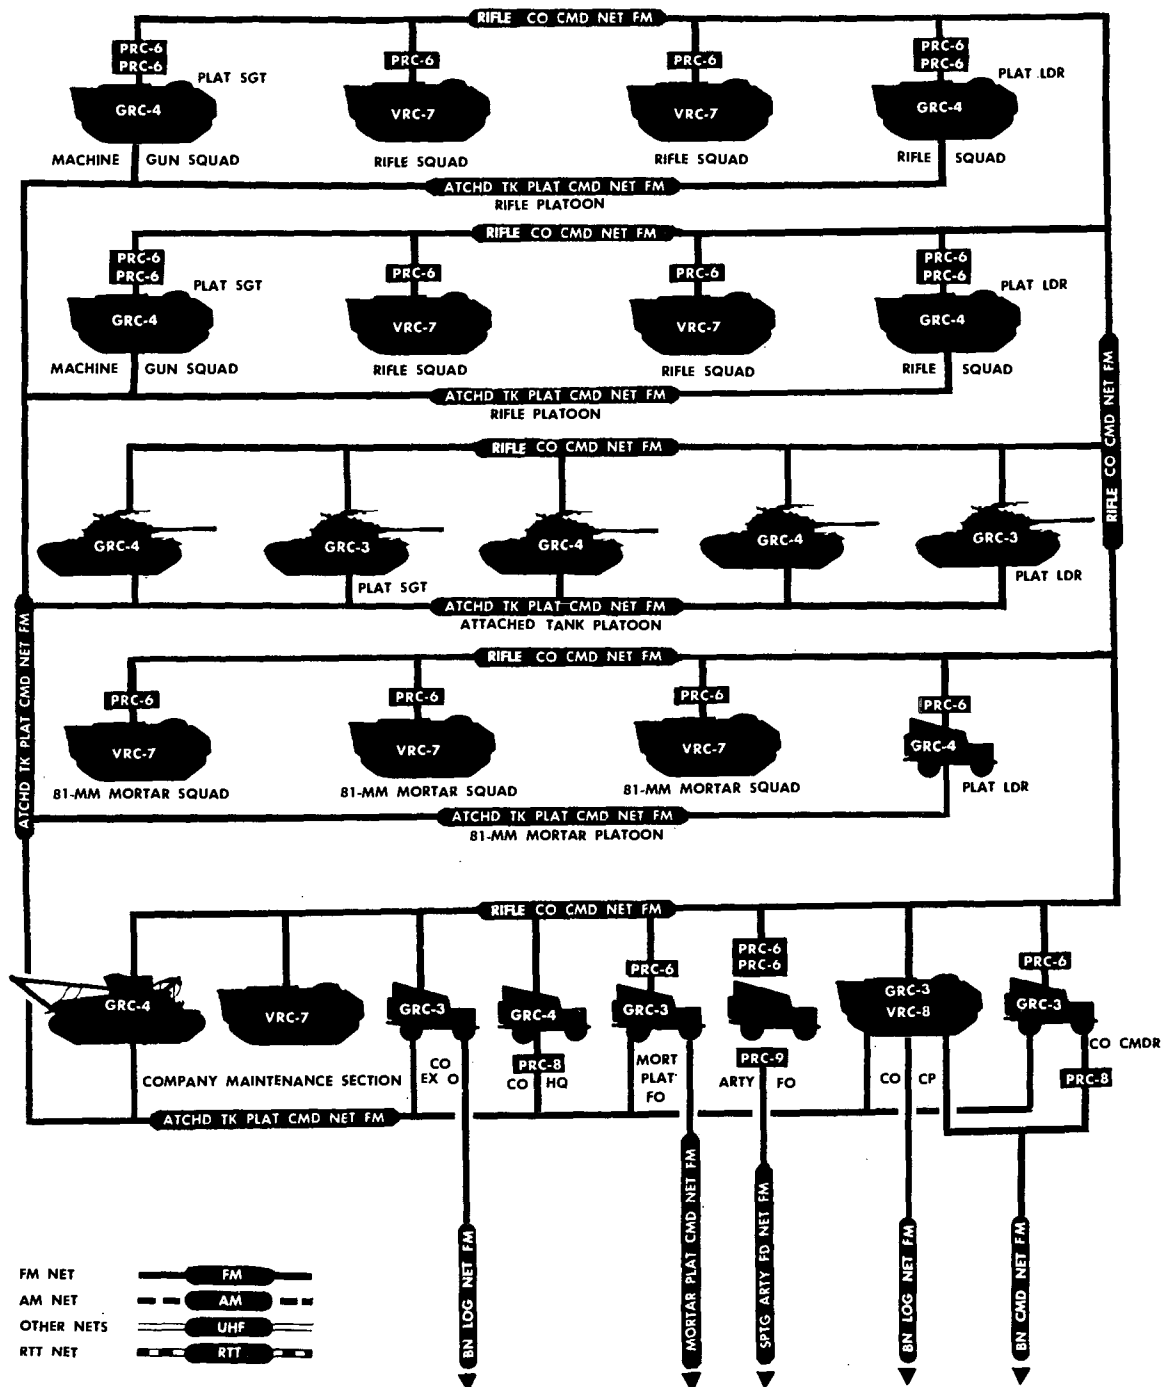 RIFLE CO CMD NET FM
PRC-6
PRC-6
PLAT SGT
GRC-4
MACHINE GUN SQUAD
PRC-6
VRC-7
RIFLE SQUAD
PRC-6
VRC-7
RIFLE SQUAD
PRC-6
PRC-6
PLAT LDR
GRC-4
RIFLE SQUAD
ATCHD TK PLAT CMD NET FM
RIFLE PLATOON
RIFLE CO CMD NET FM
PRC-6
PRC-6
PLAT SGT
GRC-4
MACHINE GUN SQUAD
PRC-6
VRC-7
RIFLE SQUAD
PRC-6
VRC-7
RIFLE SQUAD
PRC-6
PRC-6
PLAT LDR
GRC-4
RIFLE SQUAD
ATCHD TK PLAT CMD NET FM
RIFLE PLATOON
RIFLE CO CMD NET FM
RIFLE CO CMD NET FM
GRC-4
GRC-3
PLAT SGT
GRC-4
GRC-4
GRC-3
PLAT LDR
ATCHD TK PLAT CMD NET FM
ATTACHED TANK PLATOON
ATCHD TK PLAT CMD NET FM
RIFLE CO CMD NET FM
PRC-6
VRC-7
81-MM MORTAR SQUAD
PRC-6
VRC-7
81-MM MORTAR SQUAD
PRC-6
VRC-7
81-MM MORTAR SQUAD
PRC-6
GRC-4
PLAT LDR
ATCHD TK PLAT CMD NET FM
81-MM MORTAR PLATOON
RIFLE CO CMD NET FM
GRC-4
VRC-7
COMPANY MAINTENANCE SECTION
GRC-3
CO
EX O
GRC-4
PRC-8
CO HQ
PRC-6
GRC-3
MORT
PLAT
FO
PRC-6
PRC-6
PRC-9
ARTY FO
GRC-3
VRC-8
CO CP
PRC-6
GRC-3
CO CMDR
PRC-8
ATCHD TK PLAT CMD NET FM
BN LOG NET FM
MORTAR PLAT CMD NET FM
SPTG ARTY FD NET FM
BN LOG NET FM
BN CMD NET FM
FM NET FM
AM NET AM
OTHER NETS UHF
RTT NET RTT